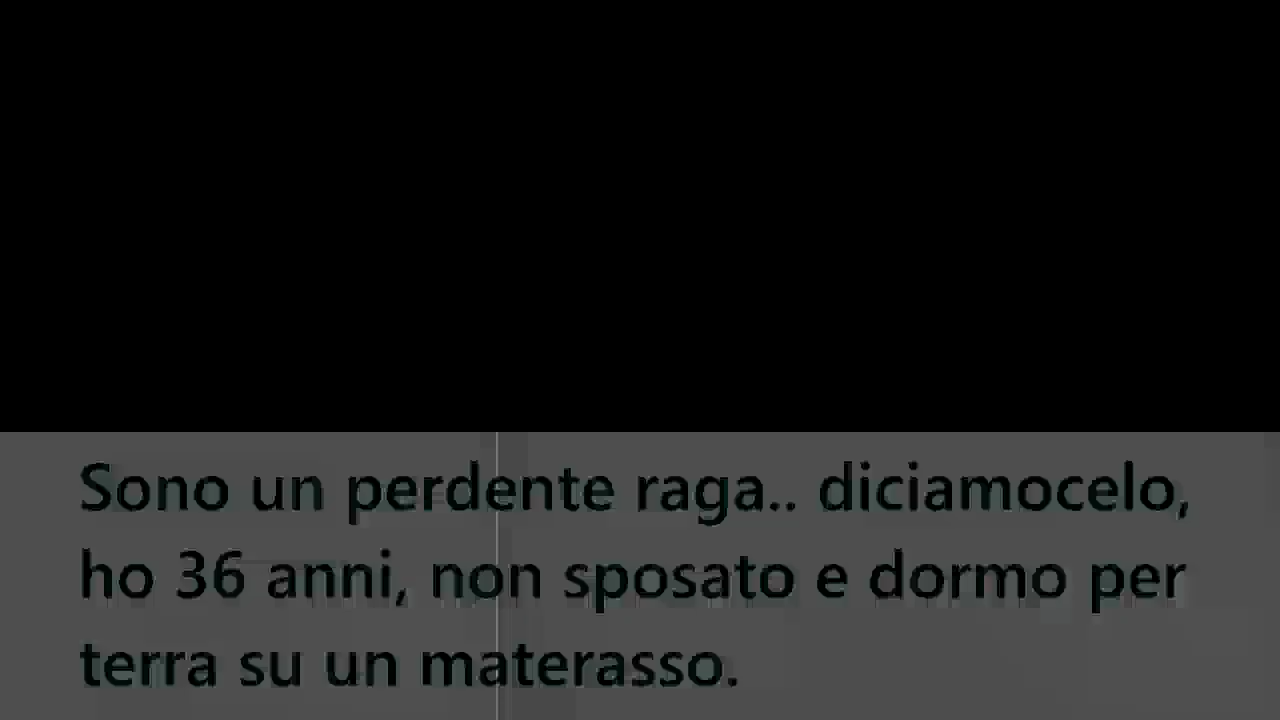 Sono un perdente raga.. diciamocelo,
ho 36 anni, non sposato e dormo per
terra su un materasso.